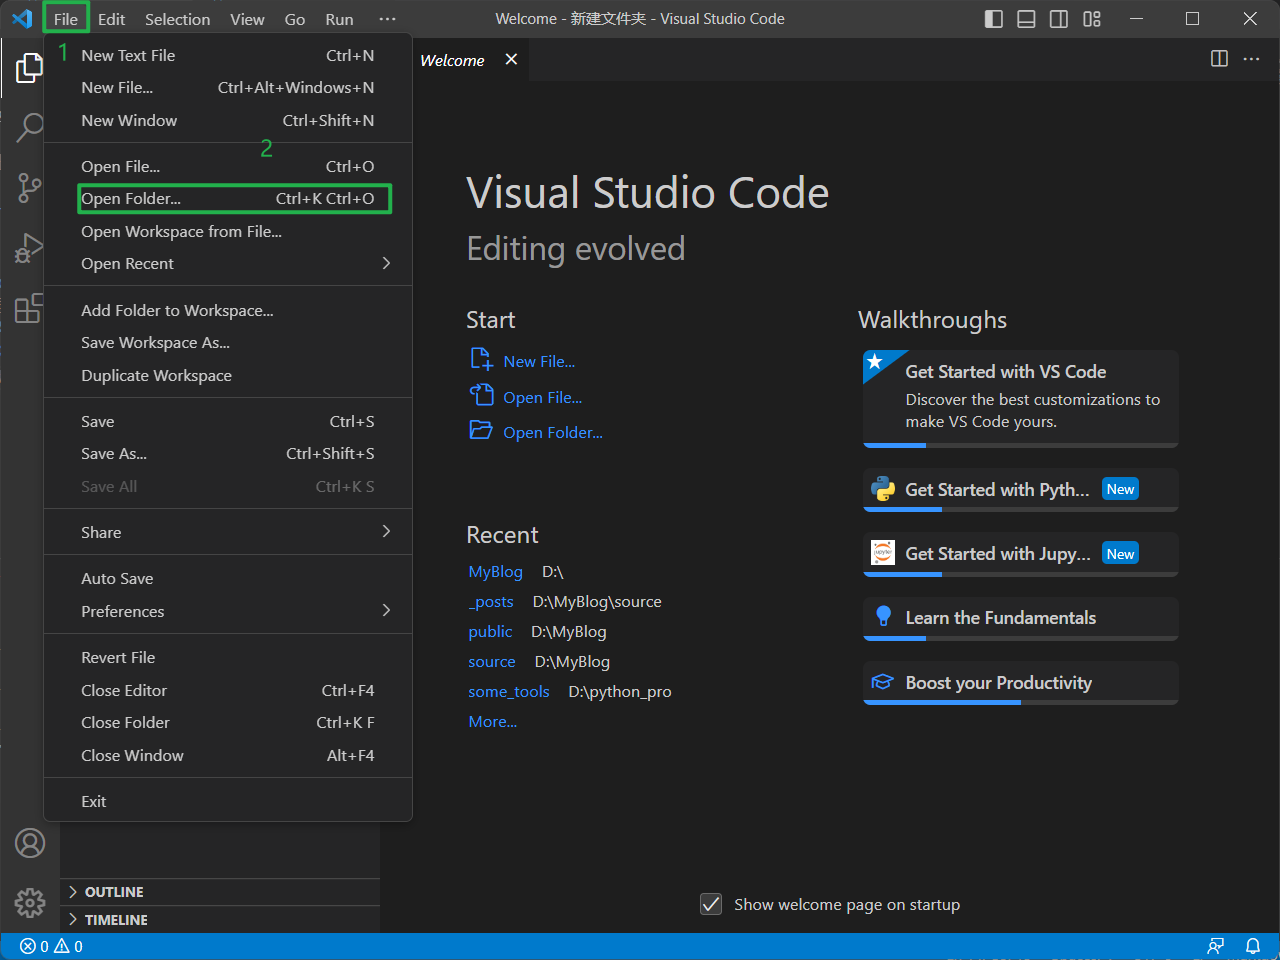 File Edit Selection View Go Run ··· Welcome - 新建文件夹 - Visual Studio Code
1
New Text File Ctrl+N
New File... Ctrl+Alt+Windows+N
New Window Ctrl+Shift+N
2
Open File... Ctrl+O
Open Folder... Ctrl+K Ctrl+O
Open Workspace from File...
Open Recent
Add Folder to Workspace...
Save Workspace As...
Duplicate Workspace
Save Ctrl+S
Save As... Ctrl+Shift+S
Save All Ctrl+K S
Share
Auto Save
Preferences
Revert File
Close Editor Ctrl+F4
Close Folder Ctrl+K F
Close Window Alt+F4
Exit
OUTLINE
TIMELINE
Welcome
Visual Studio Code
Editing evolved
Start
New File...
Open File...
Open Folder...
Recent
MyBlog D:\
_posts D:\MyBlog\source
public D:\MyBlog
source D:\MyBlog
some_tools D:\python_pro
More...
Walkthroughs
Get Started with VS Code
Discover the best customizations to
make VS Code yours.
Get Started with Pyth... New
Get Started with Jupy... New
Learn the Fundamentals
Boost your Productivity
Show welcome page on startup
0 0